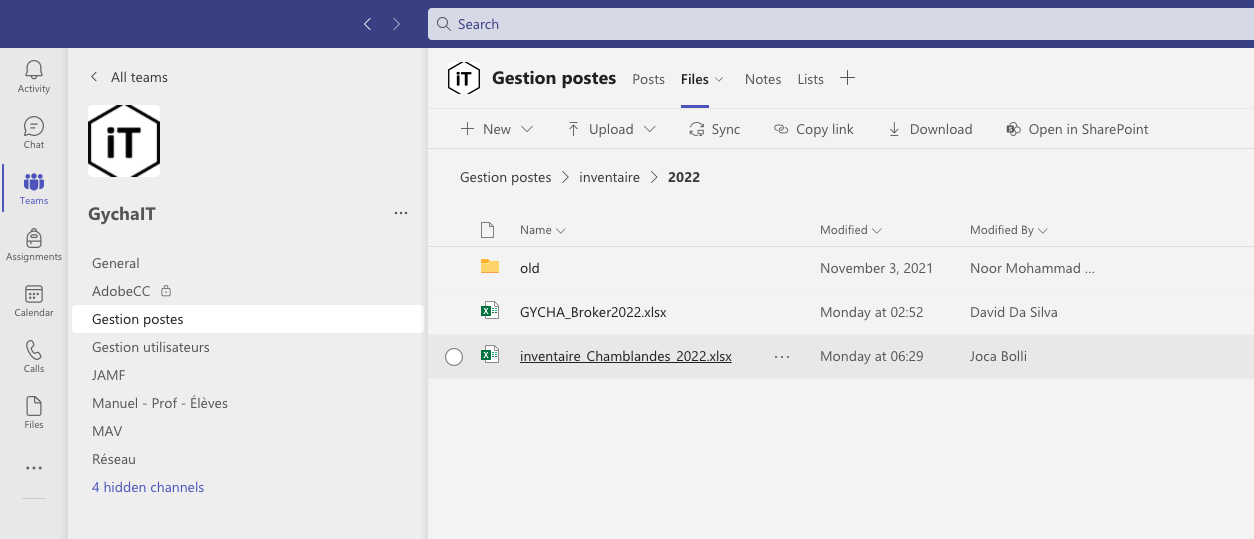 Search
Activity
Chat
Teams
Assignments
Calendar
Calls
Files
All teams
iT
GychaIT
General
AdobeCC
Gestion postes
Gestion utilisateurs
JAMF
Manuel - Prof - Élèves
MAV
Réseau
4 hidden channels
iT Gestion postes Posts Files Notes Lists
New Upload Sync Copy link Download Open in SharePoint
Gestion postes inventaire 2022
Name Modified Modified By
old November 3, 2021 Noor Mohammad ...
GYCHA_Broker2022.xlsx Monday at 02:52 David Da Silva
inventaire_Chamblandes_2022.xlsx Monday at 06:29 Joca Bolli